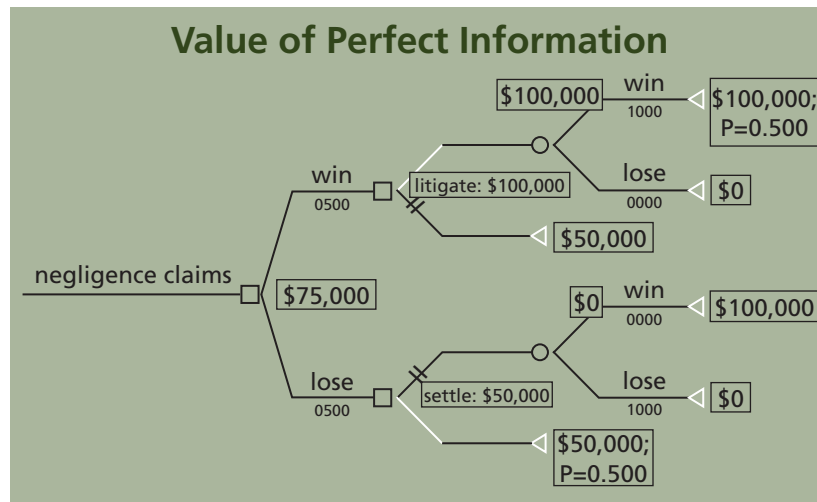 Value of Perfect Information
$100,000
win
1000
$100,000;
P=0.500
win
0500
litigate: $100,000
lose
0000
$0
$50,000
negligence claims
$75,000
$0
win
0000
$100,000
lose
0500
settle: $50,000
lose
1000
$0
$50,000;
P=0.500